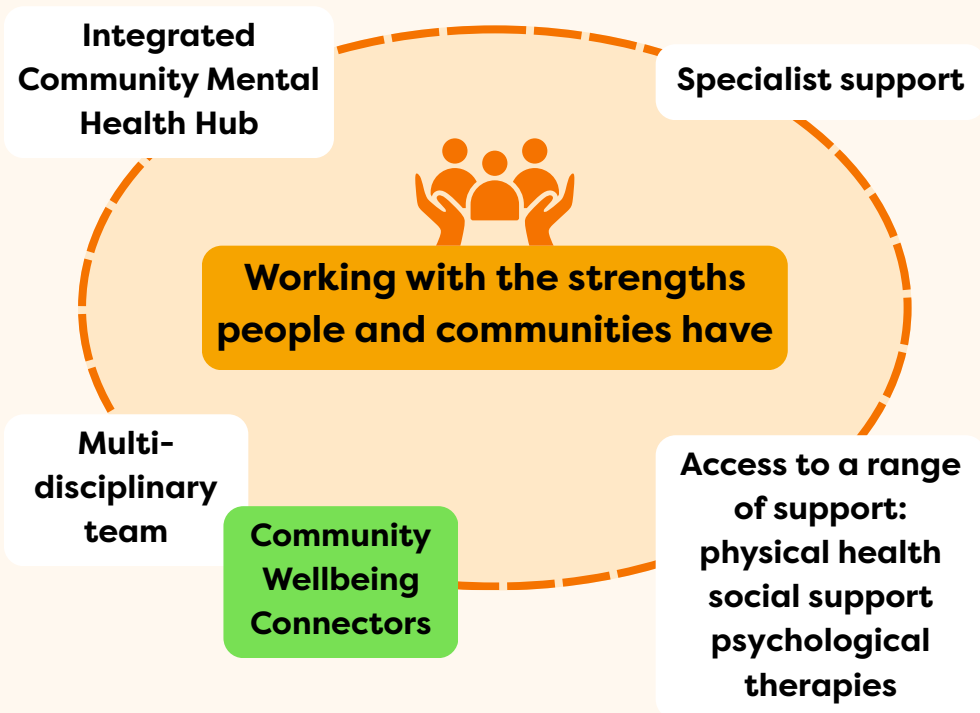 Integrated
Community Mental
Health Hub
Specialist support
Working with the strengths
people and communities have
Multi-
disciplinary
team
Community
Wellbeing
Connectors
Access to a range
of support:
physical health
social support
psychological
therapies